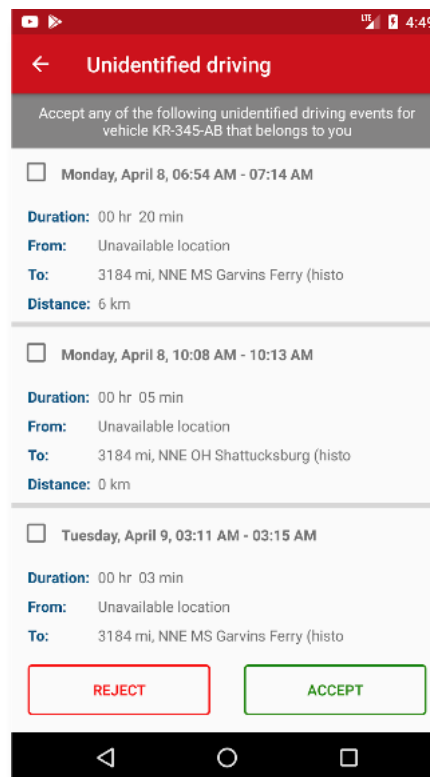 LTE 4:49
Unidentified driving
Accept any of the following unidentified driving events for
vehicle KR-345-AB that belongs to you
Monday, April 8, 06:54 AM - 07:14 AM
Duration: 00 hr 20 min
From: Unavailable location
To: 3184 mi, NNE MS Garvins Ferry (histo
Distance: 6 km
Monday, April 8, 10:08 AM - 10:13 AM
Duration: 00 hr 05 min
From: Unavailable location
To: 3184 mi, NNE OH Shattucksburg (histo
Distance: 0 km
Tuesday, April 9, 03:11 AM - 03:15 AM
Duration: 00 hr 03 min
From: Unavailable location
To: 3184 mi, NNE MS Garvins Ferry (histo
REJECT ACCEPT